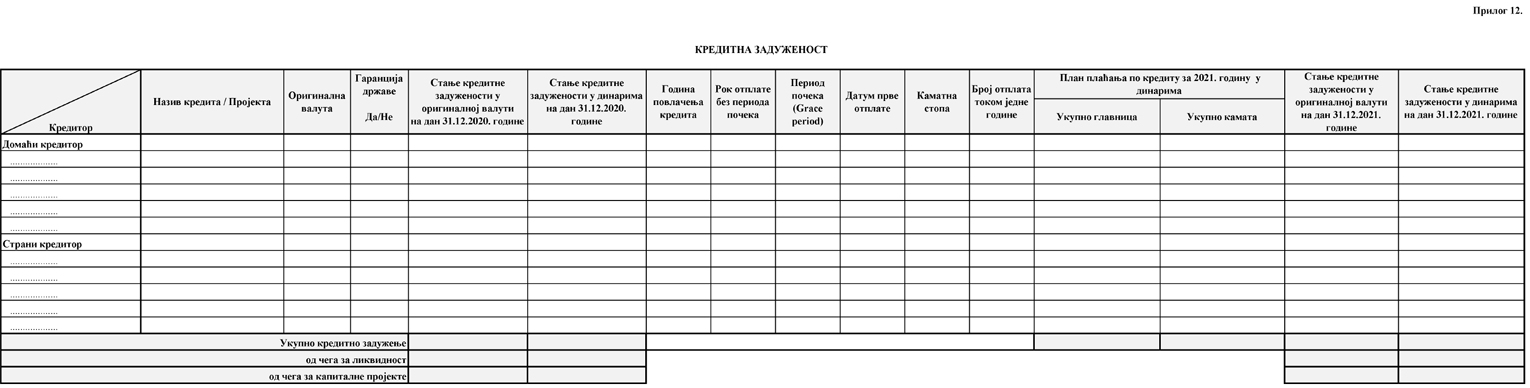 Прилог 12.
КРЕДИТНА ЗАДУЖЕНОСТ
Кредитор
Назив кредита / Пројекта
Оригинална
валута
Гаранција
државе
Да/Не
Стање кредитне
задужености у
оригиналној валути
на дан 31.12.2020. године
Стање кредитне
задужености у динарима
на дан 31.12.2020.
године
Година
повлачења
кредита
Рок отплате
без периода
почека
Период
почека
(Grace
period)
Датум прве
отплате
Каматна
стопа
Број отплата
током једне
године
План плаћања по кредиту за 2021. годину у
динарима
Укупно главница
Укупно камата
Стање кредитне
задужености у
оригиналној валути
на дан 31.12.2021.
године
Стање кредитне
задужености у динарима
на дан 31.12.2021. године
Домаћи кредитор
...................
...................
...................
...................
...................
Страни кредитор
...................
...................
...................
...................
...................
Укупно кредитно задужење
од чега за ликвидност
од чега за капиталне пројекте